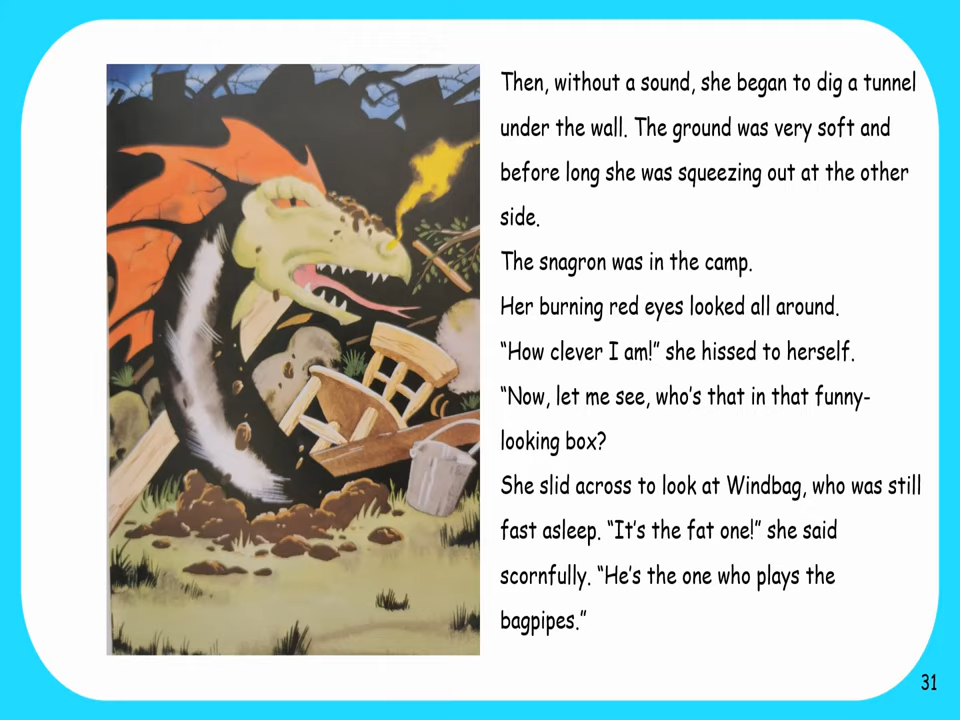 Then, without a sound, she began to dig a tunnel
under the wall. The ground was very soft and
before long she was squeezing out at the other
side.
The snagron was in the camp.
Her burning red eyes looked all around.
“How clever I am!” she hissed to herself.
“Now, let me see, who’s that in that funny-
looking box?
She slid across to look at Windbag, who was still
fast asleep. “It’s the fat one!” she said
scornfully. “He’s the one who plays the
bagpipes.”
31